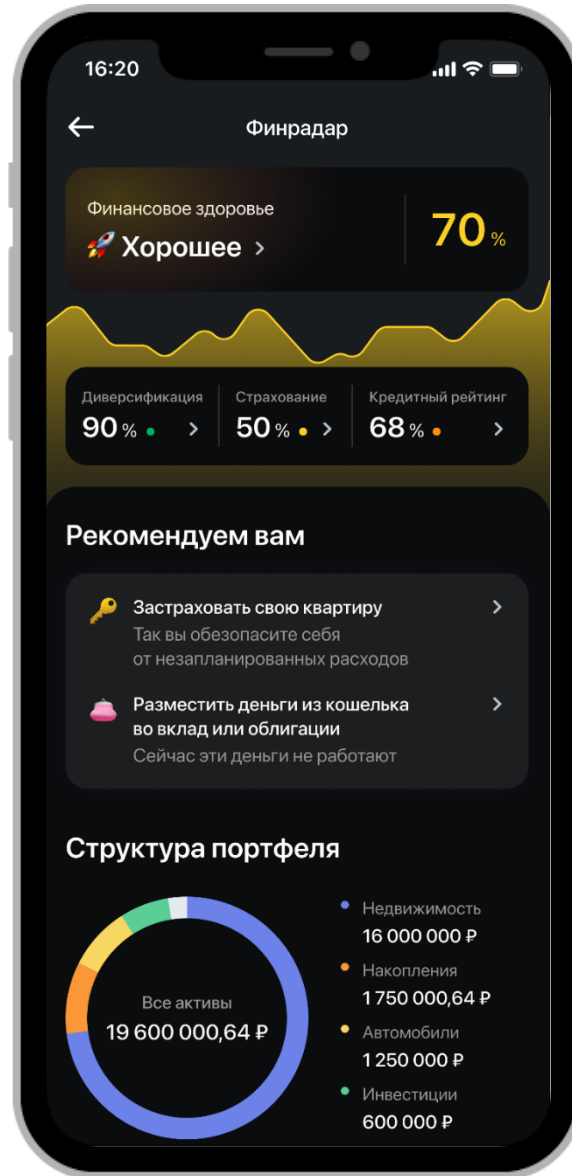 16:20
Финрадар
Финансовое здоровье
Хорошее
70 %
Диверсификация
90 %
Страхование
50 %
Кредитный рейтинг
68 %
Рекомендуем вам
Застраховать свою квартиру
Так вы обезопасите себя
от незапланированных расходов
Разместить деньги из кошелька
во вклад или облигации
Сейчас эти деньги не работают
Структура портфеля
Все активы
19 600 000,64 ₽
Недвижимость
16 000 000 ₽
Накопления
1 750 000,64 ₽
Автомобили
1 250 000 ₽
Инвестиции
600 000 ₽